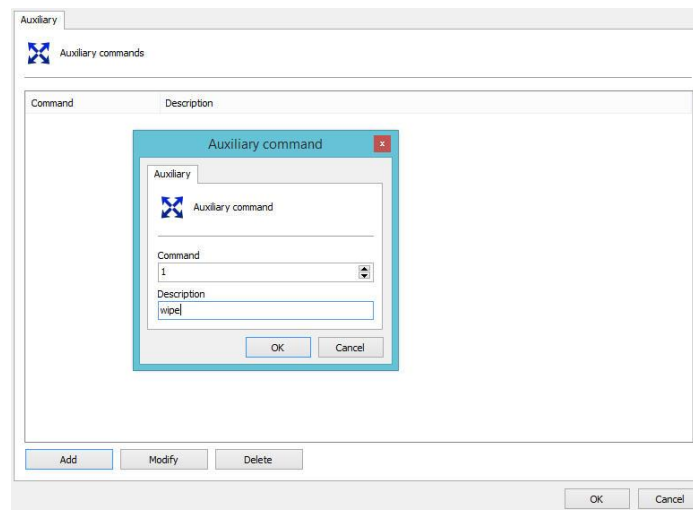 Auxiliary
Auxiliary commands
Command Description
Auxiliary command
x
Auxiliary
Auxiliary command
Command
1
Description
wipe
OK Cancel
Add Modify Delete
OK Cancel